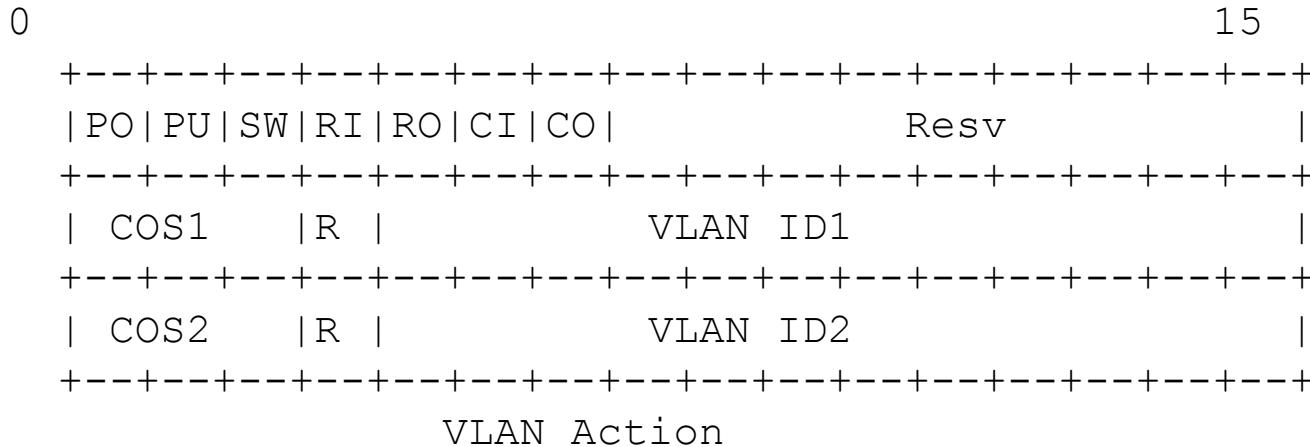 0                                                             15
   +--+--+--+--+--+--+--+--+--+--+--+--+--+--+--+--+
   |PO|PU|SW|RI|RO|CI|CO|           Resv           |
   +--+--+--+--+--+--+--+--+--+--+--+--+--+--+--+--+
   | COS1   |R |          VLAN ID1                 |
   +--+--+--+--+--+--+--+--+--+--+--+--+--+--+--+--+
   | COS2   |R |          VLAN ID2                 |
   +--+--+--+--+--+--+--+--+--+--+--+--+--+--+--+--+
                  VLAN Action